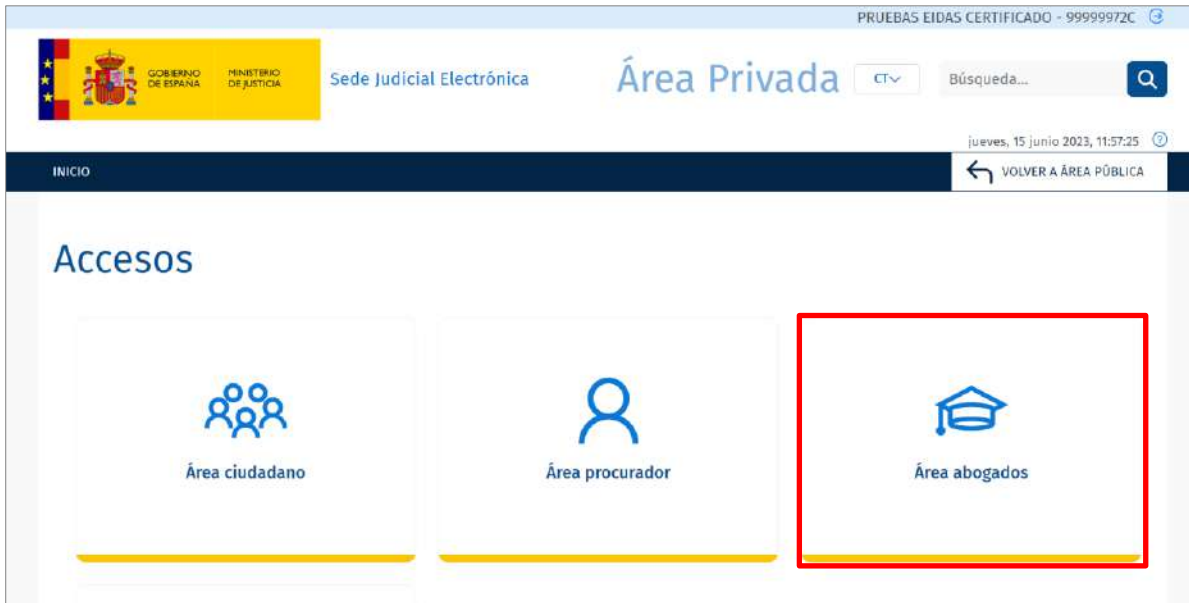 PRUEBAS EIDAS CERTIFICADO - 99999972C
GOBIERNO DE ESPAÑA
MINISTERIO DE JUSTICIA
Sede Judicial Electrónica
Área Privada
CT
Búsqueda...
jueves, 15 junio 2023, 11:57:25
INICIO
VOLVER A ÁREA PÚBLICA
Accesos
Área ciudadano
Área procurador
Área abogados